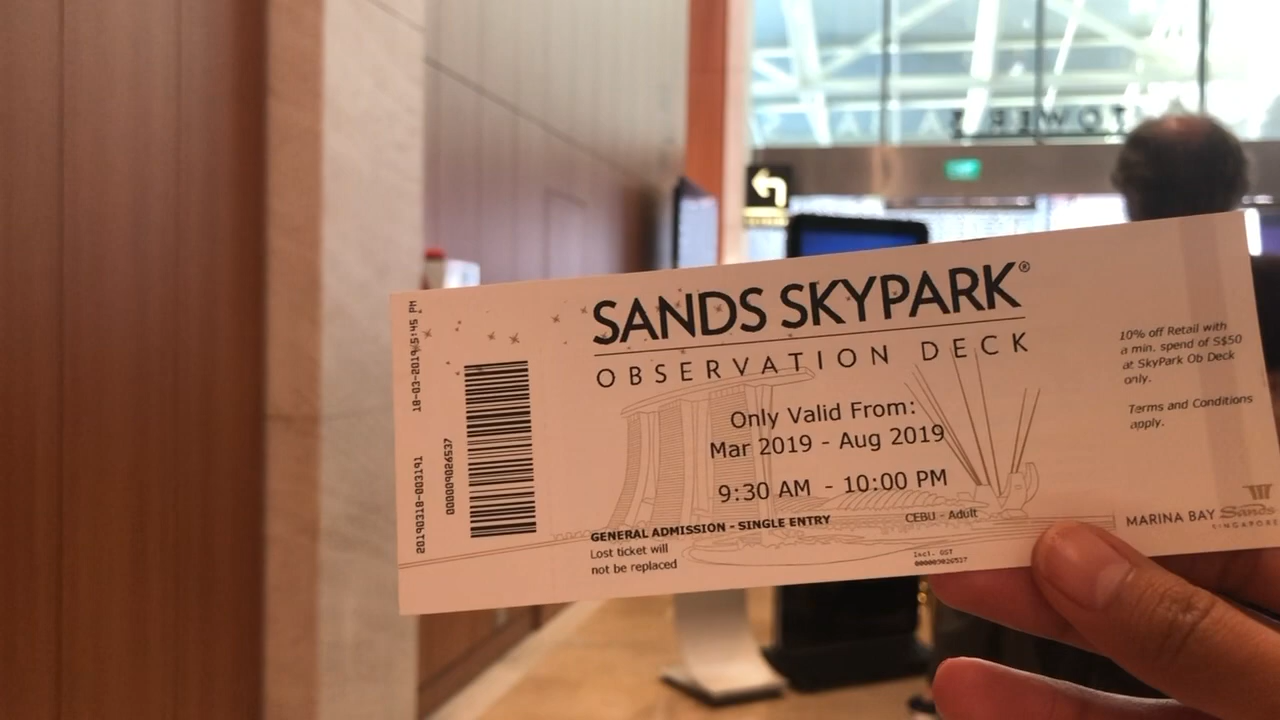 TOWER
18-03-2019 5:45 PM
20190318-003191
000009026537
SANDS SKYPARK®
OBSERVATION DECK
Only Valid From:
Mar 2019 - Aug 2019
9:30 AM - 10:00 PM
GENERAL ADMISSION - SINGLE ENTRY
CEBU - Adult
Lost ticket will
not be replaced
Incl. GST
000009026537
10% off Retail with
a min. spend of S$50
at SkyPark Ob Deck
only.
Terms and Conditions
apply.
MARINA BAY Sands
SINGAPORE